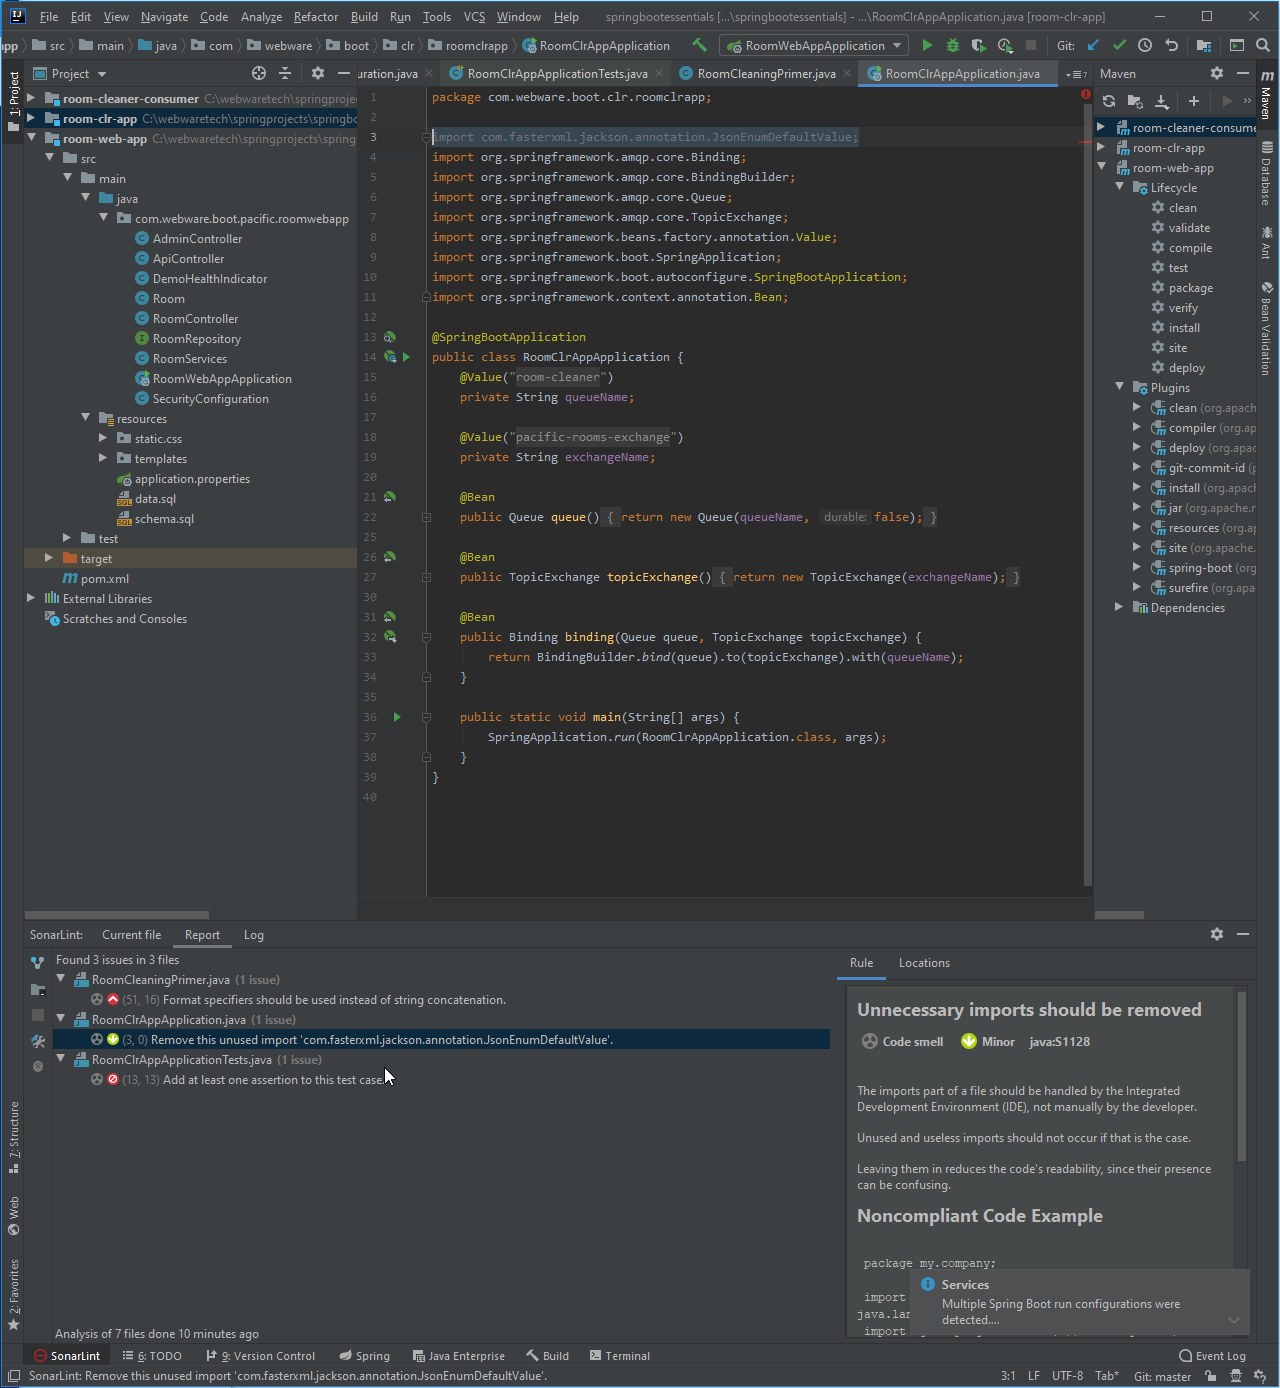 File Edit View Navigate Code Analyze Refactor Build Run Tools VCS Window Help springbootessentials [...\springbootessentials] - ...\RoomClrAppApplication.java [room-clr-app]
src main java com webware boot clr roomclrapp RoomClrAppApplication RoomWebAppApplication Git:
Project
uration.java RoomClrAppApplicationTests.java RoomCleaningPrimer.java RoomClrAppApplication.java
Maven
1: Project
7: Structure
Web
2: Favorites
room-cleaner-consumer C:\webwaretech\springproje
room-clr-app C:\webwaretech\springprojects\springbo
room-web-app C:\webwaretech\springprojects\spring
src
main
java
com.webware.boot.pacific.roomwebapp
AdminController
ApiController
DemoHealthIndicator
Room
RoomController
RoomRepository
RoomServices
RoomWebAppApplication
SecurityConfiguration
resources
static.css
templates
application.properties
data.sql
schema.sql
test
target
pom.xml
External Libraries
Scratches and Consoles
1 package com.webware.boot.clr.roomclrapp;
2
3 import com.fasterxml.jackson.annotation.JsonEnumDefaultValue;
4 import org.springframework.amqp.core.Binding;
5 import org.springframework.amqp.core.BindingBuilder;
6 import org.springframework.amqp.core.Queue;
7 import org.springframework.amqp.core.TopicExchange;
8 import org.springframework.beans.factory.annotation.Value;
9 import org.springframework.boot.SpringApplication;
10 import org.springframework.boot.autoconfigure.SpringBootApplication;
11 import org.springframework.context.annotation.Bean;
12
13 @SpringBootApplication
14 public class RoomClrAppApplication {
15 @Value("room-cleaner")
16 private String queueName;
17
18 @Value("pacific-rooms-exchange")
19 private String exchangeName;
20
21 @Bean
22 public Queue queue() { return new Queue(queueName, durable: false); }
25
26 @Bean
27 public TopicExchange topicExchange() { return new TopicExchange(exchangeName); }
30
31 @Bean
32 public Binding binding(Queue queue, TopicExchange topicExchange) {
33 return BindingBuilder.bind(queue).to(topicExchange).with(queueName);
34 }
35
36 public static void main(String[] args) {
37 SpringApplication.run(RoomClrAppApplication.class, args);
38 }
39 }
40
room-cleaner-consume
room-clr-app
room-web-app
Lifecycle
clean
validate
compile
test
package
verify
install
site
deploy
Plugins
clean (org.apach
compiler (org.ap
deploy (org.apac
git-commit-id (p
install (org.apach
jar (org.apache.n
resources (org.ap
site (org.apache.
spring-boot (org
surefire (org.apa
Dependencies
Maven
Database
Ant
Bean Validation
SonarLint: Current file Report Log
Found 3 issues in 3 files
RoomCleaningPrimer.java (1 issue)
(51, 16) Format specifiers should be used instead of string concatenation.
RoomClrAppApplication.java (1 issue)
(3, 0) Remove this unused import 'com.fasterxml.jackson.annotation.JsonEnumDefaultValue'.
RoomClrAppApplicationTests.java (1 issue)
(13, 13) Add at least one assertion to this test case.
Analysis of 7 files done 10 minutes ago
Rule Locations
Unnecessary imports should be removed
Code smell Minor java:S1128
The imports part of a file should be handled by the Integrated
Development Environment (IDE), not manually by the developer.
Unused and useless imports should not occur if that is the case.
Leaving them in reduces the code's readability, since their presence
can be confusing.
Noncompliant Code Example
package my.company;
import
java.lan
import
Services
Multiple Spring Boot run configurations were
detected....
SonarLint 6: TODO 9: Version Control Spring Java Enterprise Build Terminal Event Log
SonarLint: Remove this unused import 'com.fasterxml.jackson.annotation.JsonEnumDefaultValue'. 3:1 LF UTF-8 Tab* Git: master